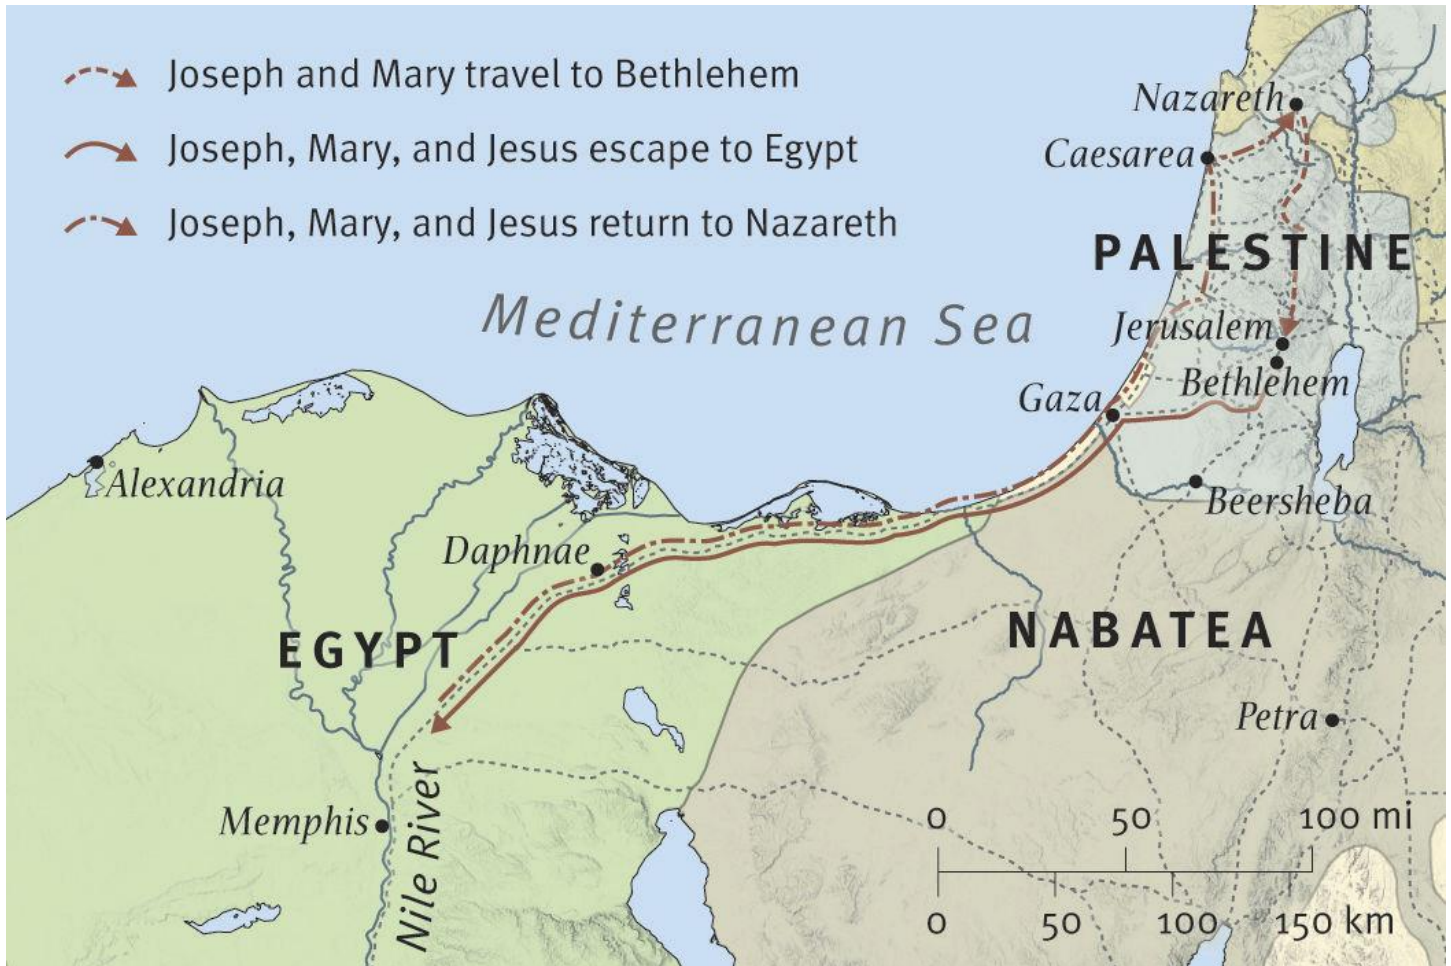 Joseph and Mary travel to Bethlehem
Joseph, Mary, and Jesus escape to Egypt
Joseph, Mary, and Jesus return to Nazareth
Nazareth
Caesarea
PALESTINE
Mediterranean Sea
Jerusalem
Bethlehem
Gaza
Alexandria
Beersheba
Daphnae
EGYPT
NABATEA
Petra
Memphis
Nile River
0 50 100 mi
0 50 100 150 km